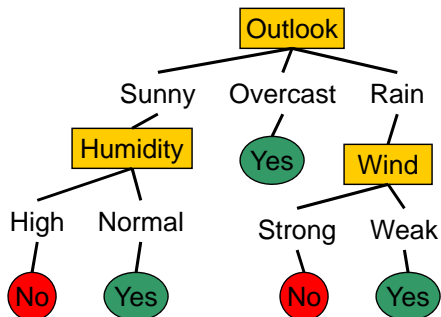 Outlook
Sunny Overcast Rain
Humidity Yes Wind
High Normal Strong Weak
No Yes No Yes